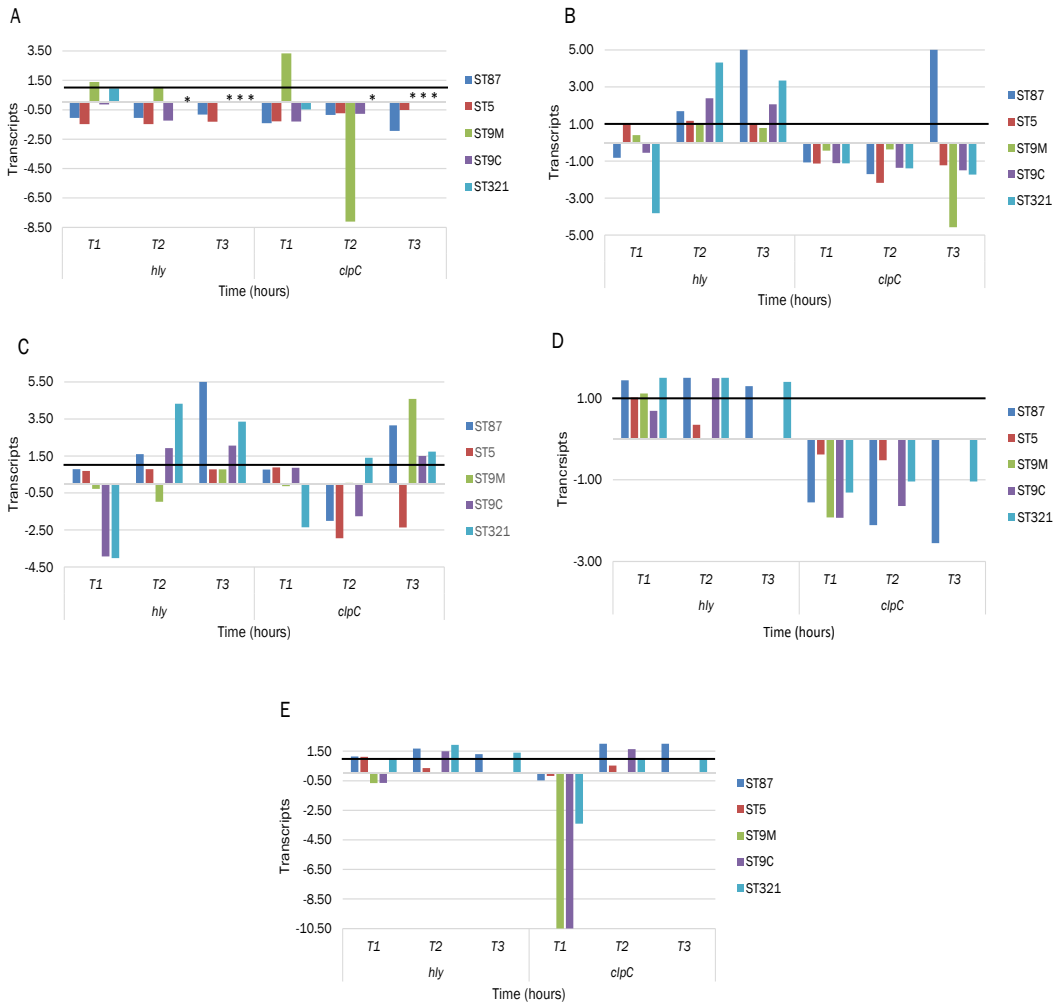 A
3.50
1.50
-0.50
-2.50
-4.50
-6.50
-8.50
Transcripts
*
* * *
*
* * *
T1 T2 T3 T1 T2 T3
hly clpC
Time (hours)
ST87
ST5
ST9M
ST9C
ST321
B
5.00
3.00
1.00
-1.00
-3.00
-5.00
Transcripts
T1 T2 T3 T1 T2 T3
hly clpC
Time (hours)
ST87
ST5
ST9M
ST9C
ST321
C
5.50
3.50
1.50
-0.50
-2.50
-4.50
Transcripts
T1 T2 T3 T1 T2 T3
hly clpC
Time (hours)
ST87
ST5
ST9M
ST9C
ST321
D
1.00
-1.00
-3.00
Trancrsipts
T1 T2 T3 T1 T2 T3
hly clpC
Time (hours)
ST87
ST5
ST9M
ST9C
ST321
E
1.50
-0.50
-2.50
-4.50
-6.50
-8.50
-10.50
Transcripts
T1 T2 T3 T1 T2 T3
hly clpC
Time (hours)
ST87
ST5
ST9M
ST9C
ST321